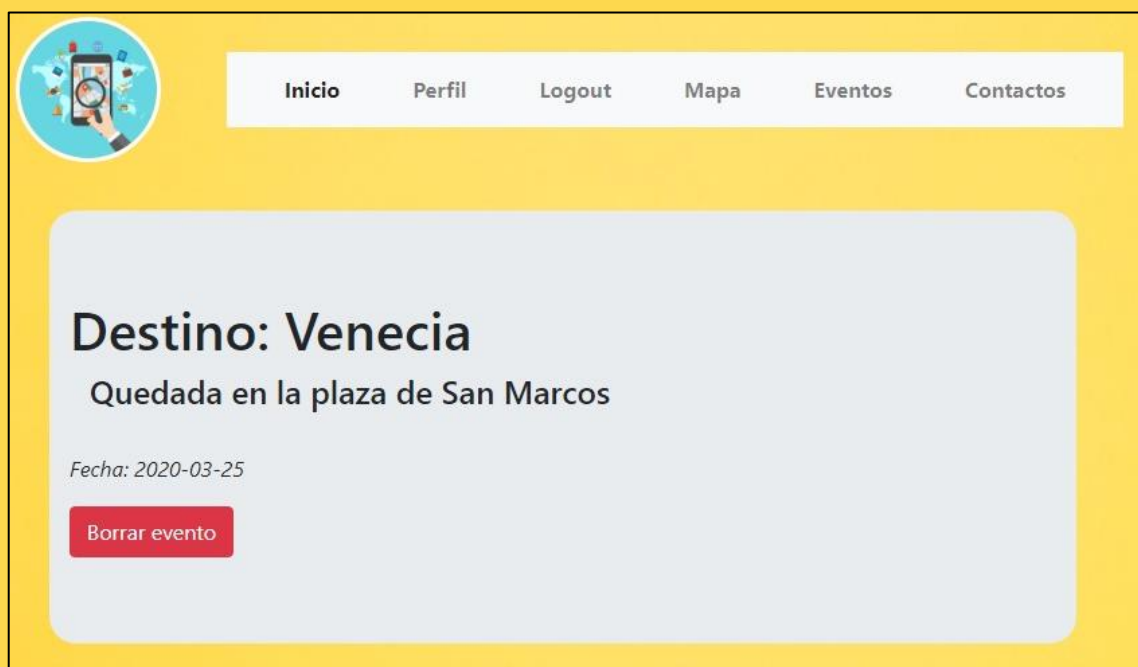 Inicio Perfil Logout Mapa Eventos Contactos
Destino: Venecia
Quedada en la plaza de San Marcos
Fecha: 2020-03-25
Borrar evento